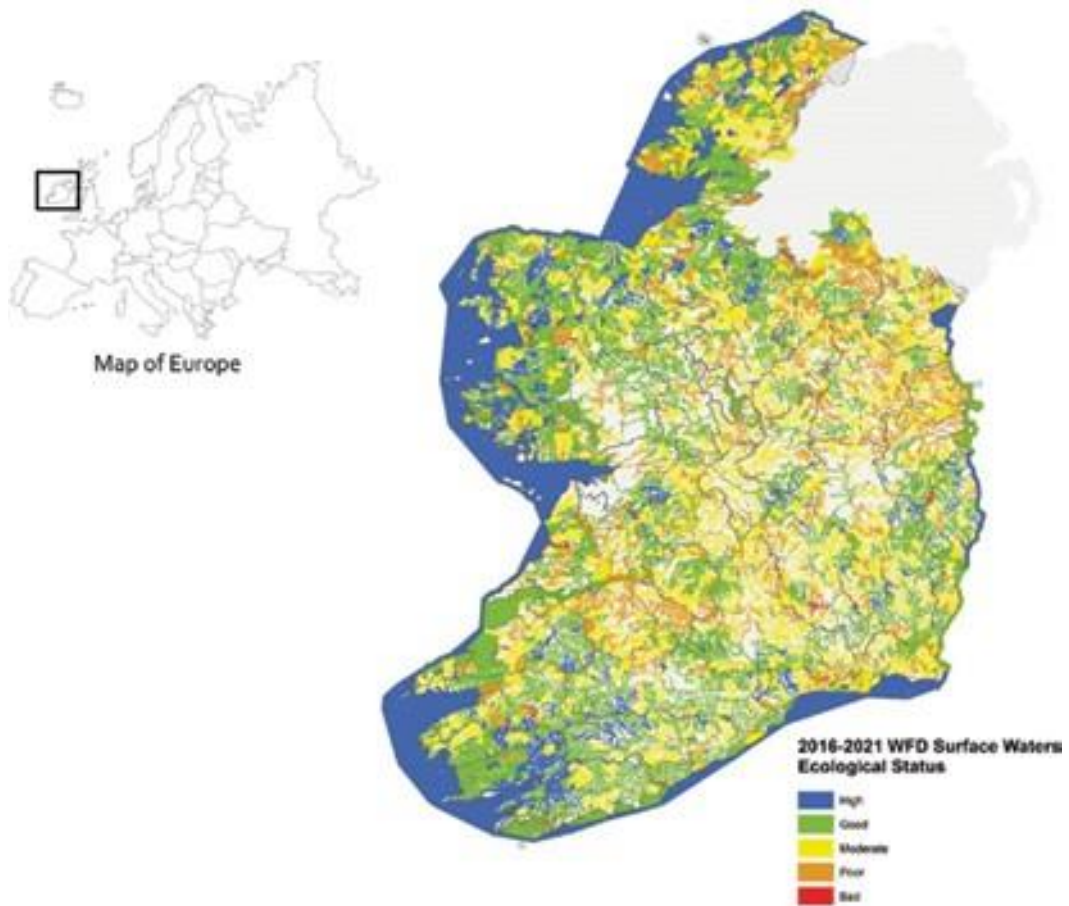 Map of Europe
2016-2021 WFD Surface Waters
Ecological Status
High
Good
Moderate
Poor
Bad